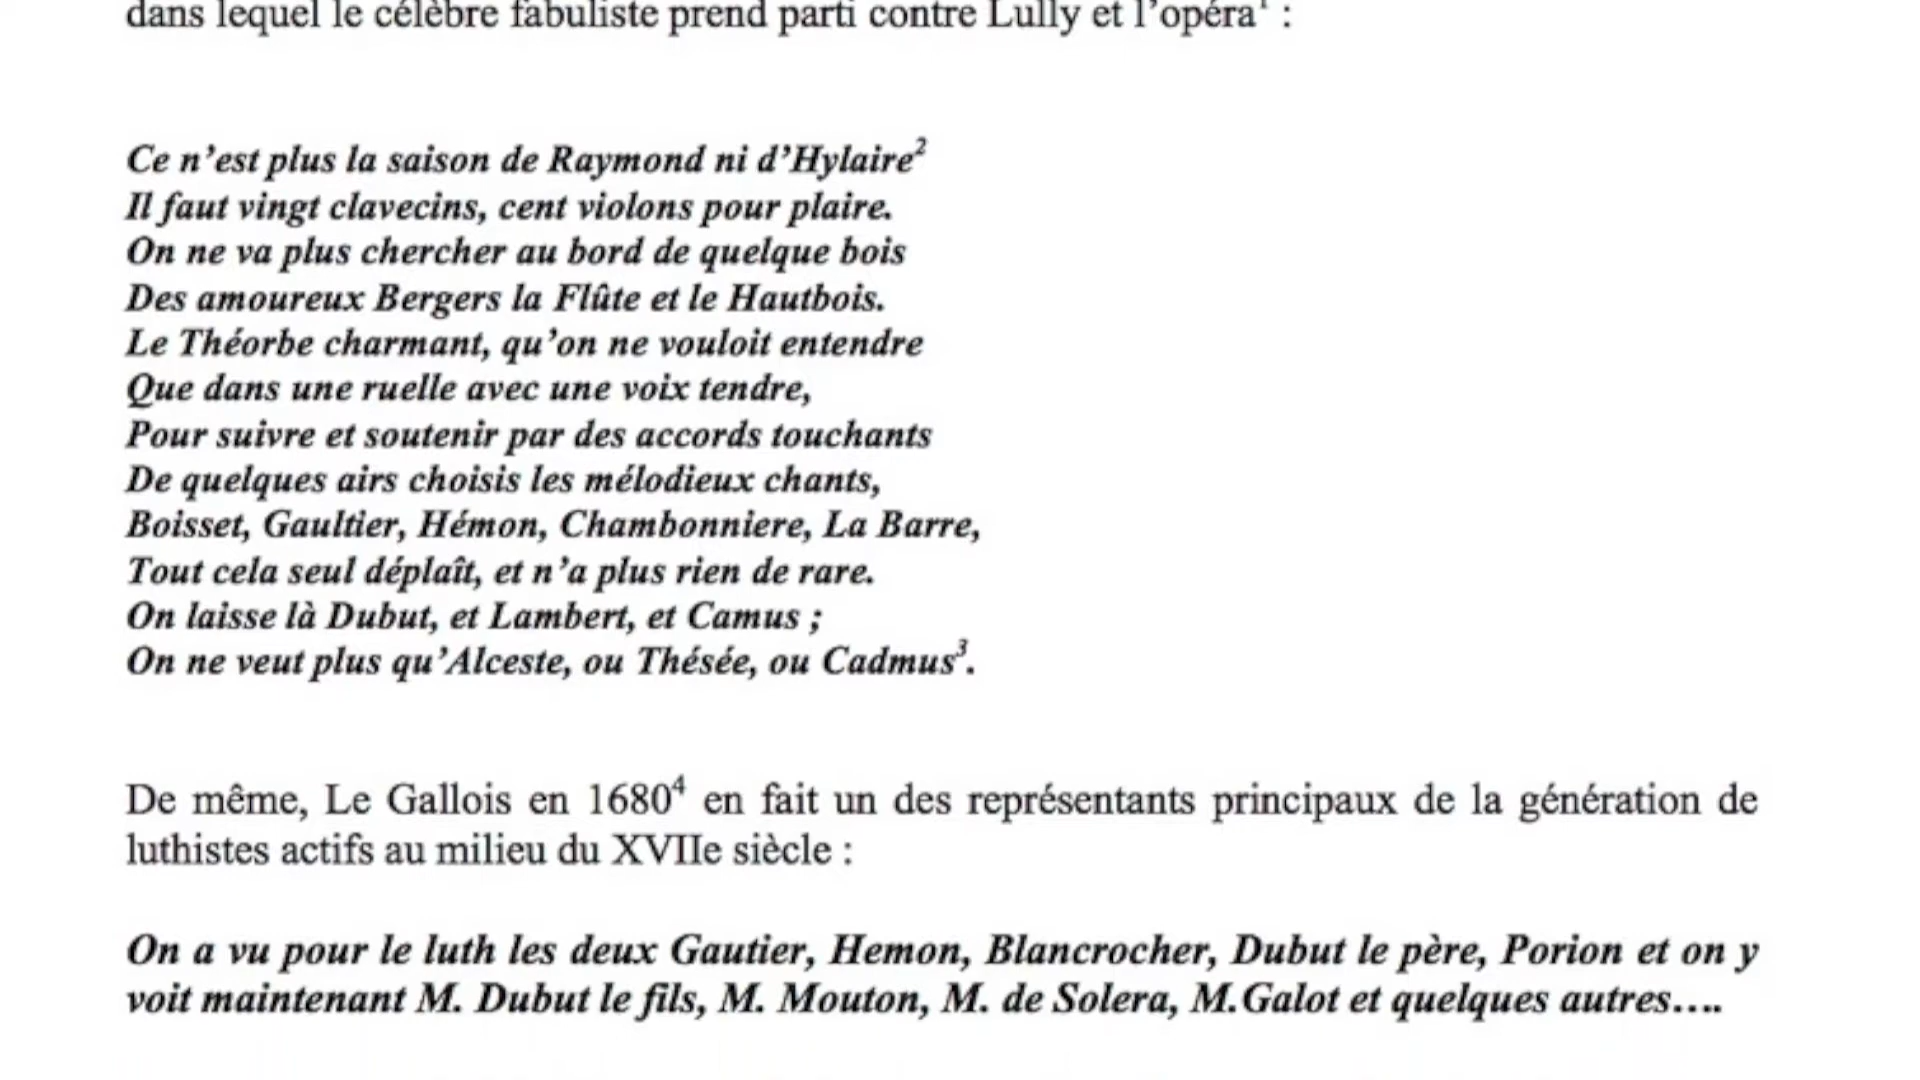 dans lequel le célèbre fabuliste prend parti contre Lully et l’opéra¹ :
Ce n’est plus la saison de Raymond ni d’Hylaire²
Il faut vingt clavecins, cent violons pour plaire.
On ne va plus chercher au bord de quelque bois
Des amoureux Bergers la Flûte et le Hautbois.
Le Théorbe charmant, qu’on ne vouloit entendre
Que dans une ruelle avec une voix tendre,
Pour suivre et soutenir par des accords touchants
De quelques airs choisis les mélodieux chants,
Boisset, Gaultier, Hémon, Chambonniere, La Barre,
Tout cela seul déplaît, et n’a plus rien de rare.
On laisse là Dubut, et Lambert, et Camus ;
On ne veut plus qu’Alceste, ou Thésée, ou Cadmus³.
De même, Le Gallois en 1680⁴ en fait un des représentants principaux de la génération de
luthistes actifs au milieu du XVIIe siècle :
On a vu pour le luth les deux Gautier, Hemon, Blancrocher, Dubut le père, Porion et on y
voit maintenant M. Dubut le fils, M. Mouton, M. de Solera, M.Galot et quelques autres….